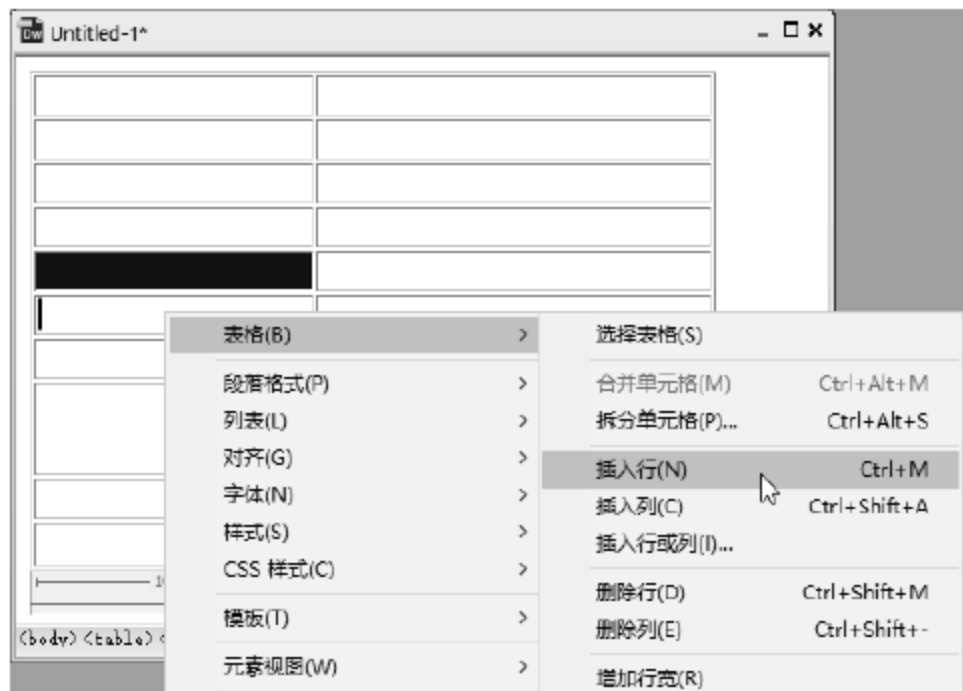 Untitled-1*
表格(B)
段落格式(P)
列表(L)
对齐(G)
字体(N)
样式(S)
CSS 样式(C)
模板(T)
元素视图(W)
选择表格(S)
合并单元格(M) Ctrl+Alt+M
拆分单元格(P)... Ctrl+Alt+S
插入行(N) Ctrl+M
插入列(C) Ctrl+Shift+A
插入行或列(I)...
删除行(D) Ctrl+Shift+M
删除列(E) Ctrl+Shift+-
增加行宽(R)
<body> <table>